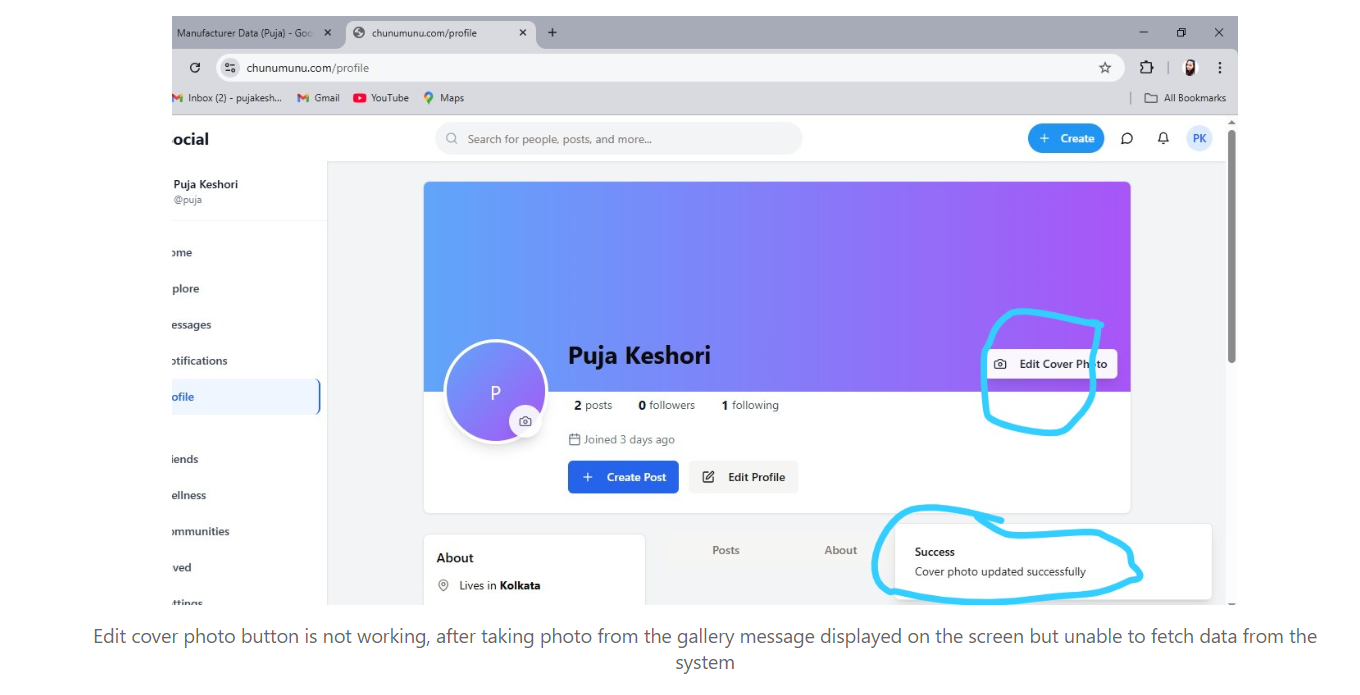 Manufacturer Data (Puja) - Goo
chunumunu.com/profile
chunumunu.com/profile
Inbox (2) - pujakesh...
Gmail
YouTube
Maps
All Bookmarks
ocial
Search for people, posts, and more...
+ Create
PK
Puja Keshori
@puja
ome
plore
essages
otifications
ofile
iends
ellness
ommunities
ved
ttings
Puja Keshori
Edit Cover Photo
P
2 posts
0 followers
1 following
Joined 3 days ago
+ Create Post
Edit Profile
About
Lives in Kolkata
Posts
About
Success
Cover photo updated successfully
Edit cover photo button is not working, after taking photo from the gallery message displayed on the screen but unable to fetch data from the
system